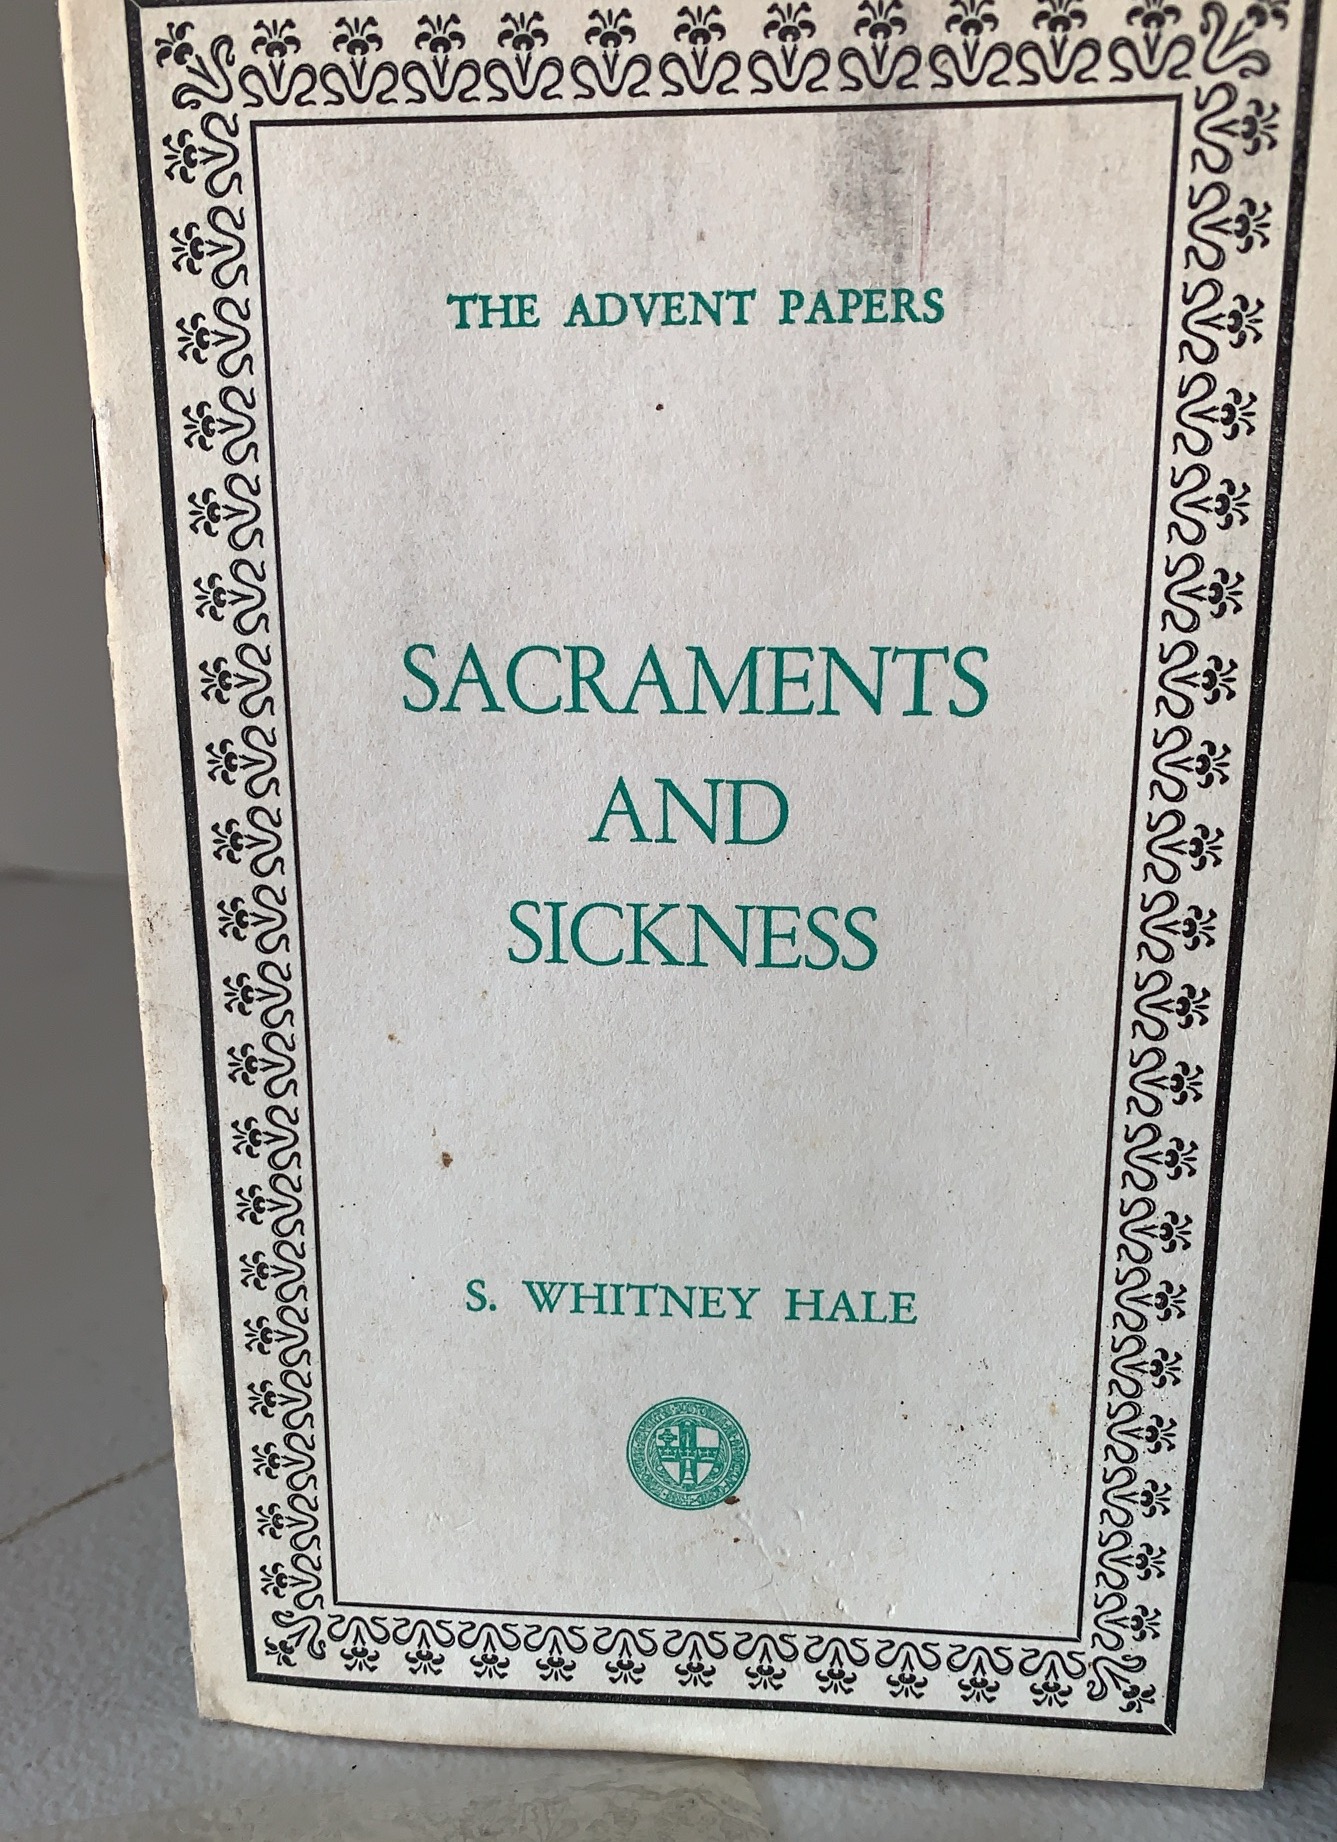 THE ADVENT PAPERS
SACRAMENTS
AND
SICKNESS
S. WHITNEY HALE